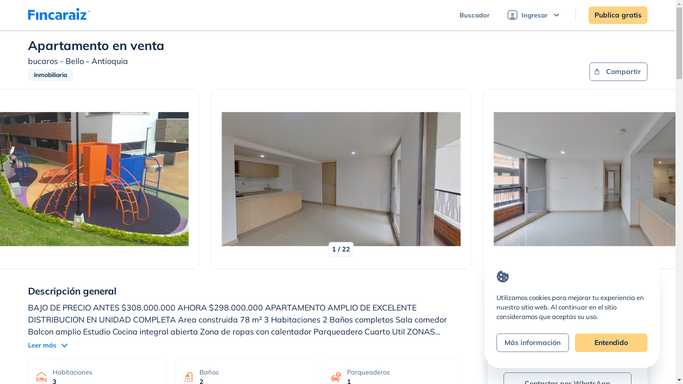 Fincaraiz
Buscador
Ingresar
Publica gratis
Apartamento en venta
bucaros - Bello - Antioquia
Inmobiliaria
Compartir
1 / 22
Descripción general
BAJO DE PRECIO ANTES $308.000.000 AHORA $298.000.000 APARTAMENTO AMPLIO DE EXCELENTE
DISTRIBUCION EN UNIDAD COMPLETA Area construida 78 m² 3 Habitaciones 2 Baños completos Sala comedor
Balcon amplio Estudio Cocina integral abierta Zona de ropas con calentador Parqueadero Cuarto Util ZONAS...
Leer más
Habitaciones
3
Baños
2
Parqueaderos
1
Utilizamos cookies para mejorar tu experiencia en
nuestro sitio web. Al continuar en el sitio
consideramos que aceptas su uso.
Más información
Entendido
Contactar por WhatsApp